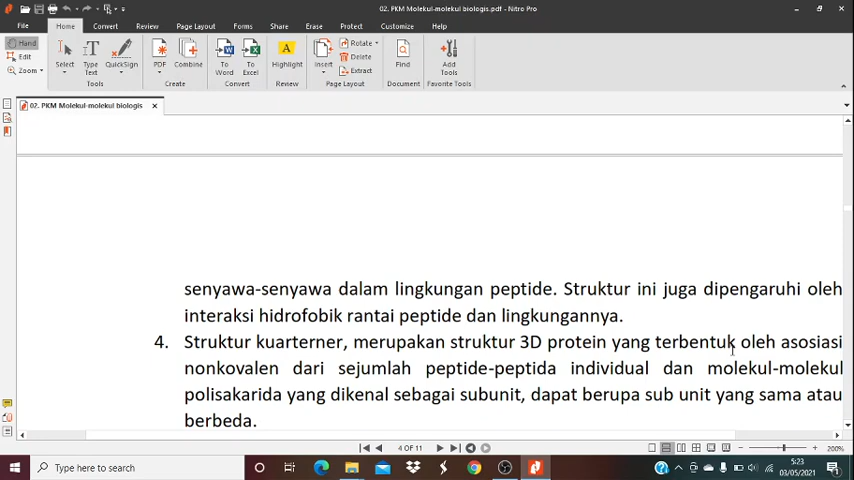 02. PKM Molekul-molekul biologis.pdf - Nitro Pro
File
Home
Convert
Review
Page Layout
Forms
Share
Erase
Protect
Customize
Help
Hand
Edit
Zoom
Select
Type Text
QuickSign
Tools
PDF
Combine
Create
To Word
To Excel
Convert
Highlight
Review
Insert
Rotate
Delete
Extract
Page Layout
Find
Document
Add Tools
Favorite Tools
02. PKM Molekul-molekul biologis
senyawa-senyawa dalam lingkungan peptide. Struktur ini juga dipengaruhi oleh
interaksi hidrofobik rantai peptide dan lingkungannya.
4. Struktur kuarterner, merupakan struktur 3D protein yang terbentuk oleh asosiasi
nonkovalen dari sejumlah peptide-peptida individual dan molekul-molekul
polisakarida yang dikenal sebagai subunit, dapat berupa sub unit yang sama atau
berbeda.
4 OF 11
200%
Type here to search
5:23
03/05/2021